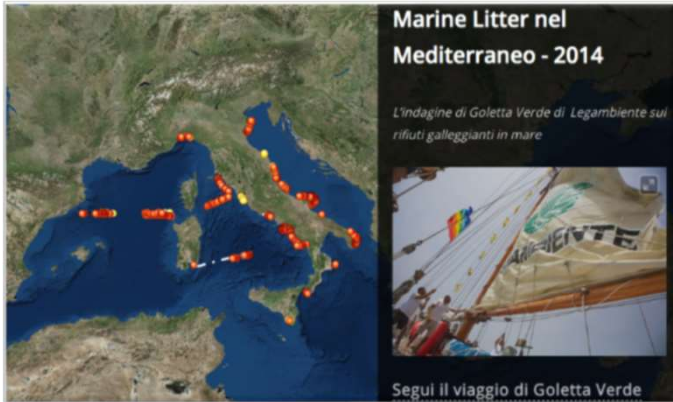 Marine Litter nel
Mediterraneo - 2014
L'indagine di Goletta Verde di Legambiente sui
rifiuti galleggianti in mare
AMBIENTE
Segui il viaggio di Goletta Verde